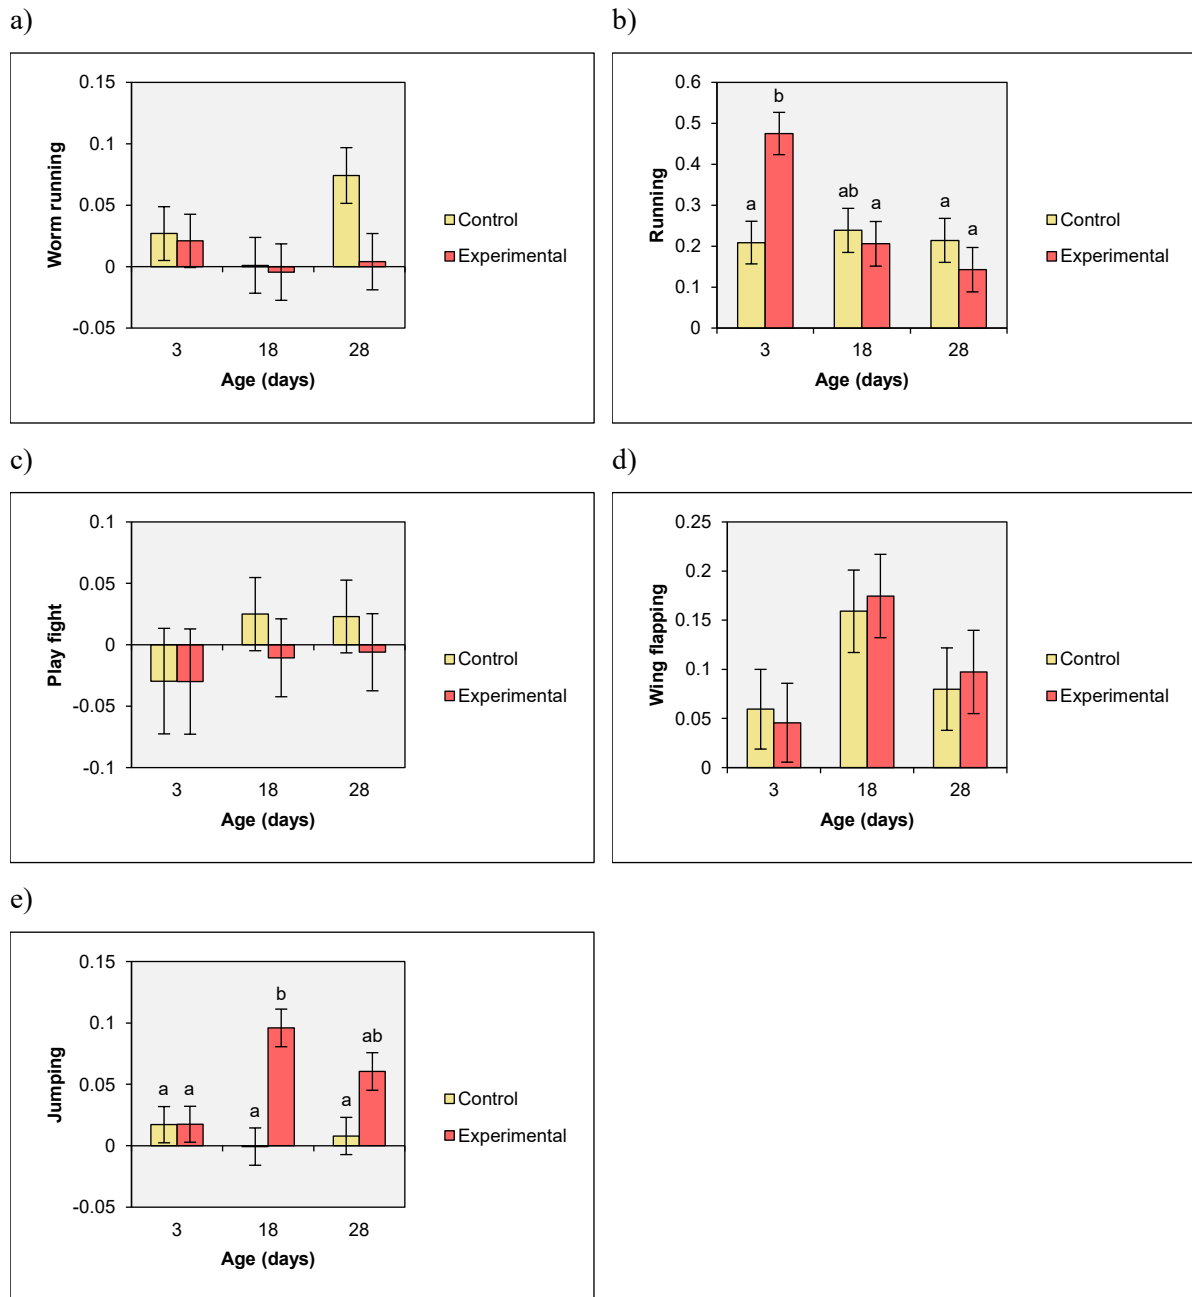 a)
0.15
0.1
0.05
0
-0.05
Worm running
3 18 28
Age (days)
Control
Experimental
b)
0.6
0.5
0.4
0.3
0.2
0.1
0
Running
a b ab a a a
3 18 28
Age (days)
Control
Experimental
c)
0.1
0.05
0
-0.05
-0.1
Play fight
3 18 28
Age (days)
Control
Experimental
d)
0.25
0.2
0.15
0.1
0.05
0
Wing flapping
3 18 28
Age (days)
Control
Experimental
e)
0.15
0.1
0.05
0
-0.05
Jumping
a a a b a ab
3 18 28
Age (days)
Control
Experimental